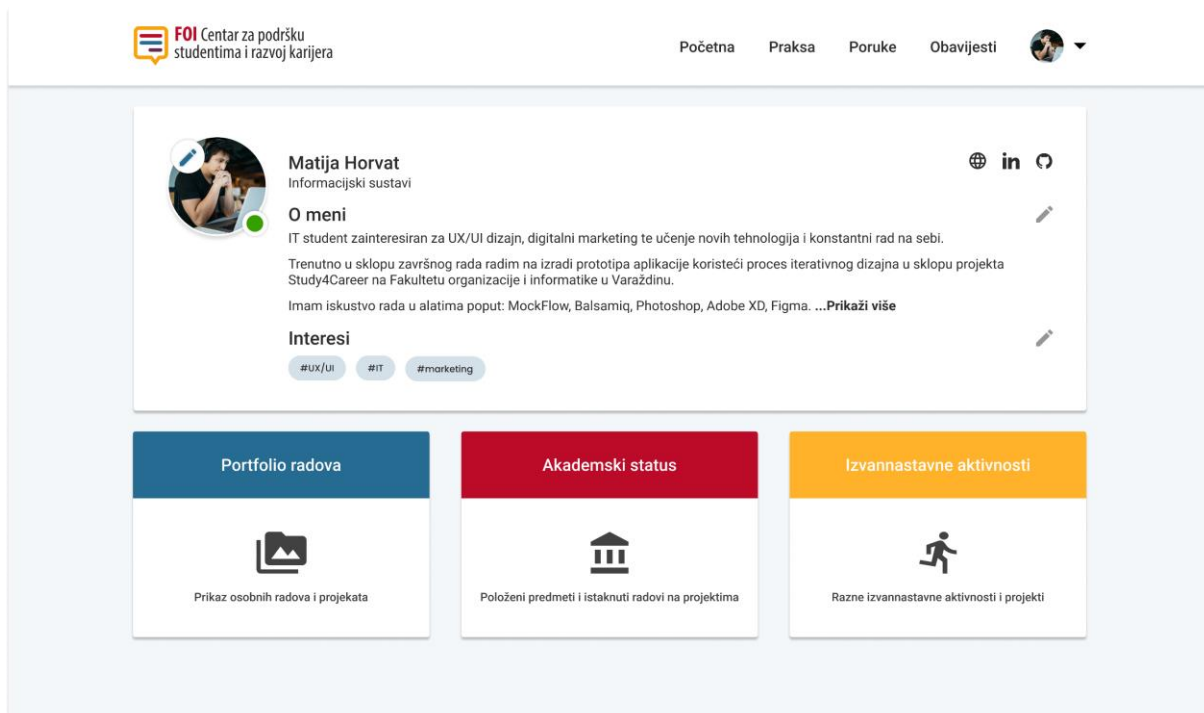 FOI Centar za podršku
studentima i razvoj karijera
Početna Praksa Poruke Obavijesti
Matija Horvat
Informacijski sustavi
O meni
IT student zainteresiran za UX/UI dizajn, digitalni marketing te učenje novih tehnologija i konstantni rad na sebi.
Trenutno u sklopu završnog rada radim na izradi prototipa aplikacije koristeći proces iterativnog dizajna u sklopu projekta
Study4Career na Fakultetu organizacije i informatike u Varaždinu.
Imam iskustvo rada u alatima poput: MockFlow, Balsamiq, Photoshop, Adobe XD, Figma. ...Prikaži više
Interesi
#UX/UI #IT #marketing
Portfolio radova
Prikaz osobnih radova i projekata
Akademski status
Položeni predmeti i istaknuti radovi na projektima
Izvannastavne aktivnosti
Razne izvannastavne aktivnosti i projekti